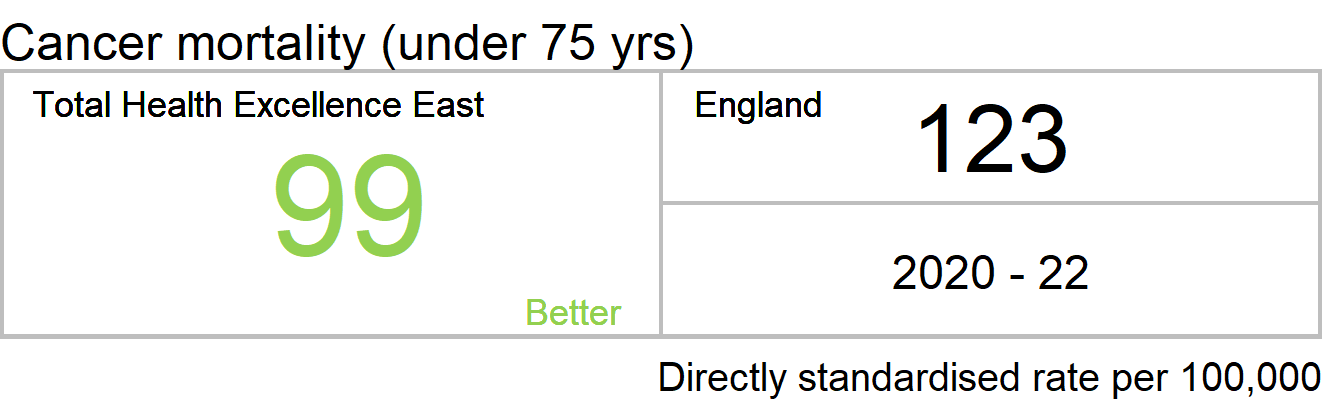 Cancer mortality (under 75 yrs)
Total Health Excellence East
99
Better
England
123
2020 - 22
Directly standardised rate per 100,000